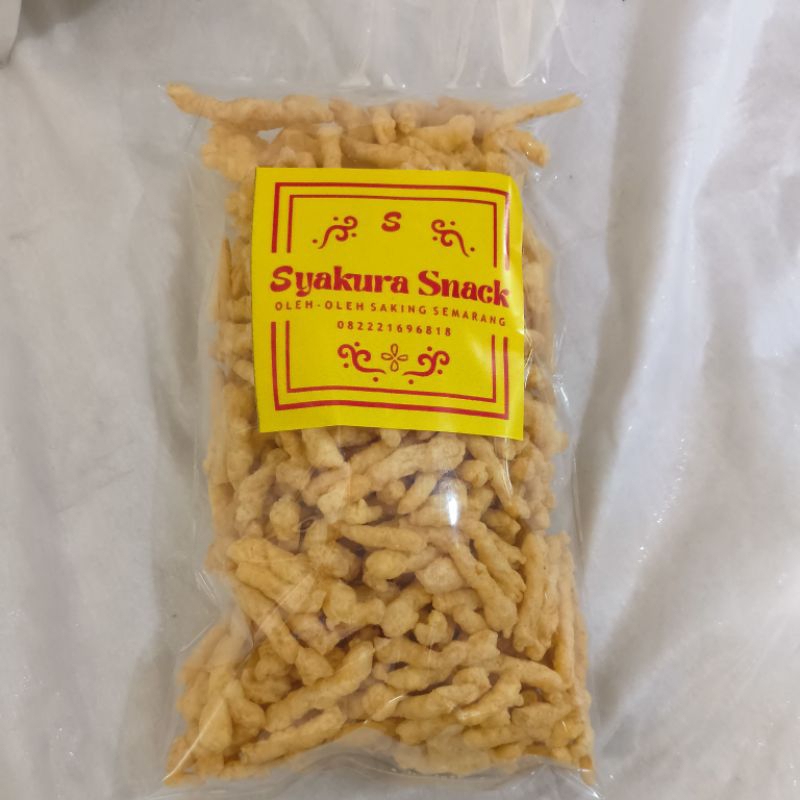 S
Syakura Snack
OLEH-OLEH SAKING SEMARANG
082221696818